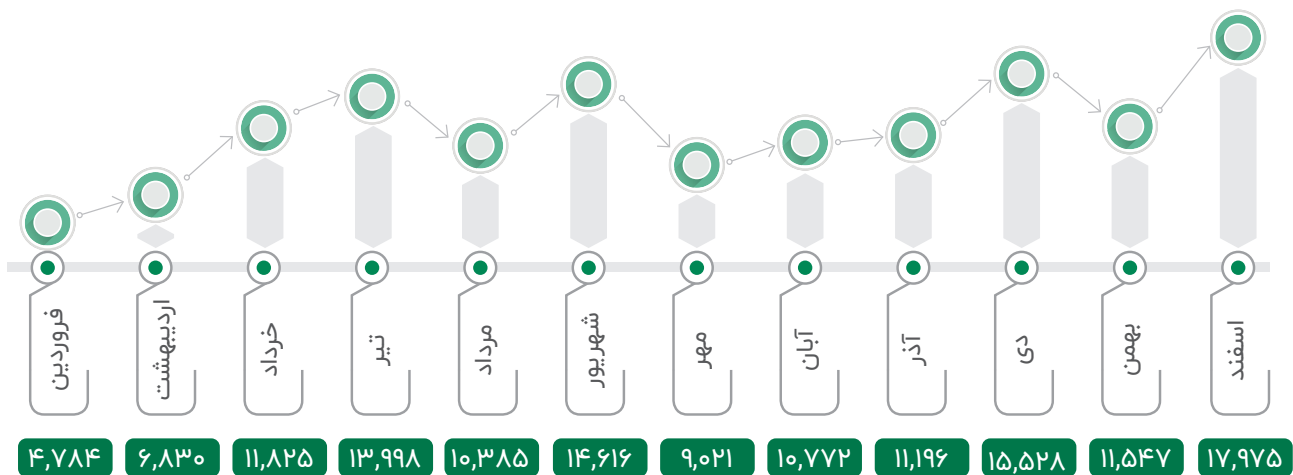 فروردین
اردیبهشت
خرداد
تیر
مرداد
شهریور
مهر
آبان
آذر
دی
بهمن
اسفند
۴,۷۸۴
۶,۸۳۰
۱۱,۸۲۵
۱۳,۹۹۸
۱۰,۳۸۵
۱۴,۶۱۶
۹,۰۲۱
۱۰,۷۷۲
۱۱,۱۹۶
۱۵,۵۲۸
۱۱,۵۴۷
۱۷,۹۷۵